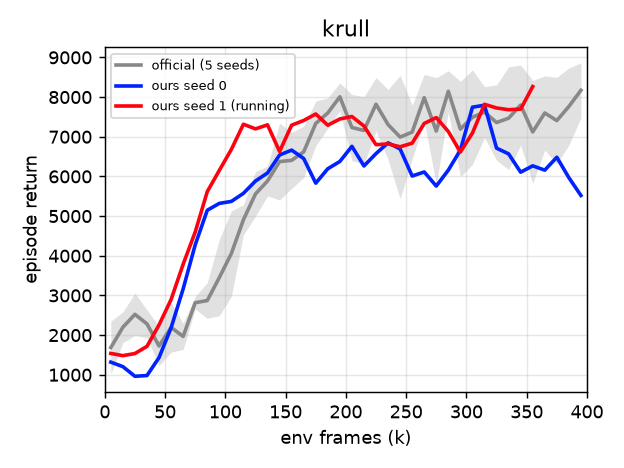 krull
official (5 seeds)
ours seed 0
ours seed 1 (running)
9000
8000
7000
6000
5000
4000
3000
2000
1000
episode return
0 50 100 150 200 250 300 350 400
env frames (k)